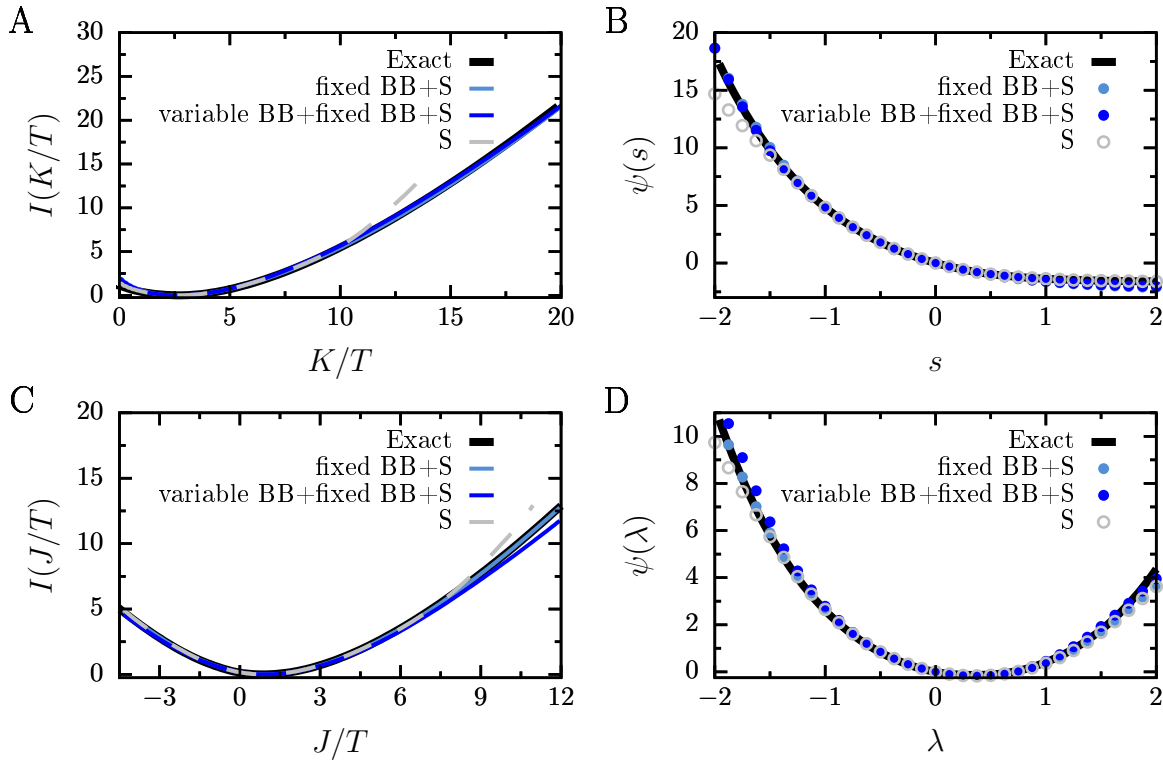 A
I(K/T)
30
25
20
15
10
5
0
Exact
fixed BB+S
variable BB+fixed BB+S
S
0 5 10 15 20
K/T
B
ψ(s)
20
15
10
5
0
Exact
fixed BB+S
variable BB+fixed BB+S
S
−2 −1 0 1 2
s
C
I(J/T)
20
15
10
5
0
Exact
fixed BB+S
variable BB+fixed BB+S
S
−3 0 3 6 9 12
J/T
D
ψ(λ)
10
8
6
4
2
0
Exact
fixed BB+S
variable BB+fixed BB+S
S
−2 −1 0 1 2
λ